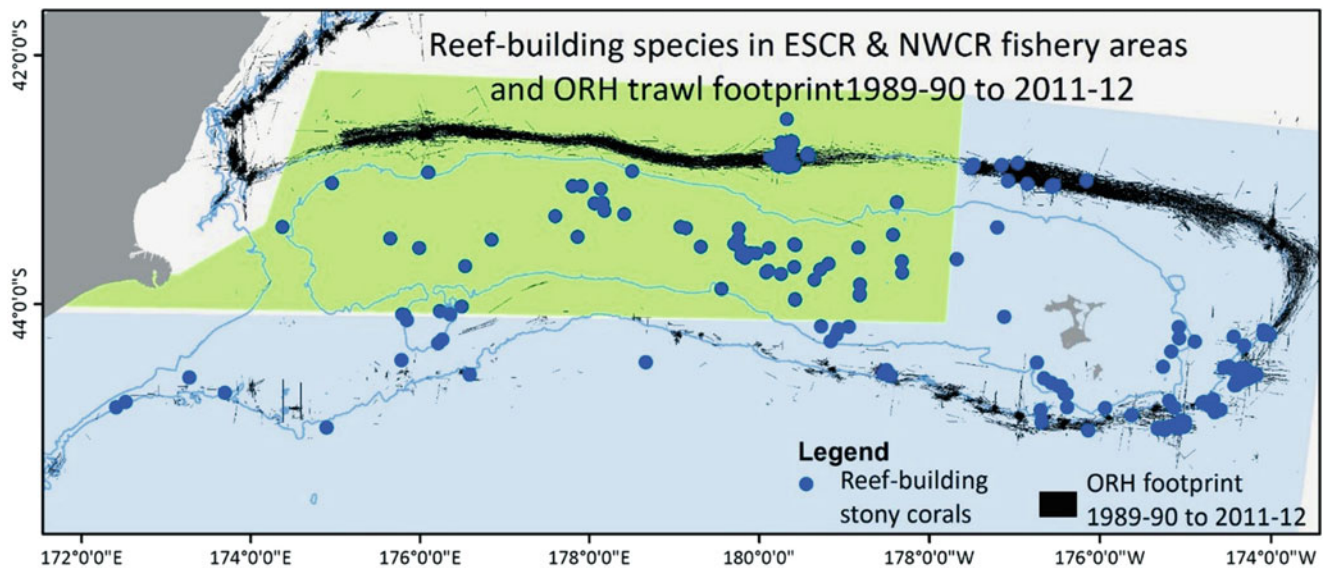 Reef-building species in ESCR & NWCR fishery areas
and ORH trawl footprint1989-90 to 2011-12
42°0'0"S
44°0'0"S
Legend
Reef-building
stony corals
ORH footprint
1989-90 to 2011-12
172°0'0"E
174°0'0"E
176°0'0"E
178°0'0"E
180°0'0"
178°0'0"W
176°0'0"W
174°0'0"W